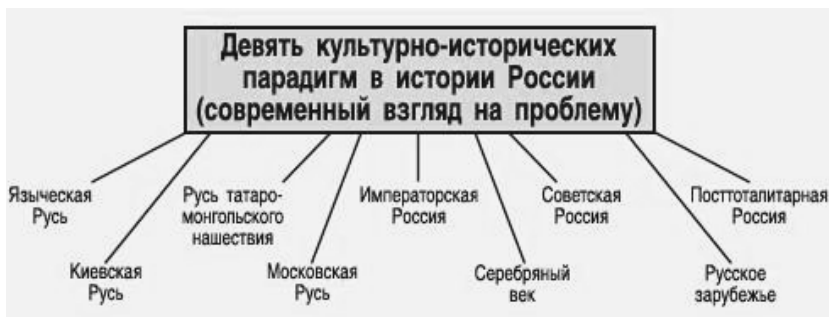 Девять культурно-исторических
парадигм в истории России
(современный взгляд на проблему)
Языческая
Русь
Киевская
Русь
Русь татаро-
монгольского
нашествия
Московская
Русь
Императорская
Россия
Серебряный
век
Советская
Россия
Русское
зарубежье
Посттоталитарная
Россия